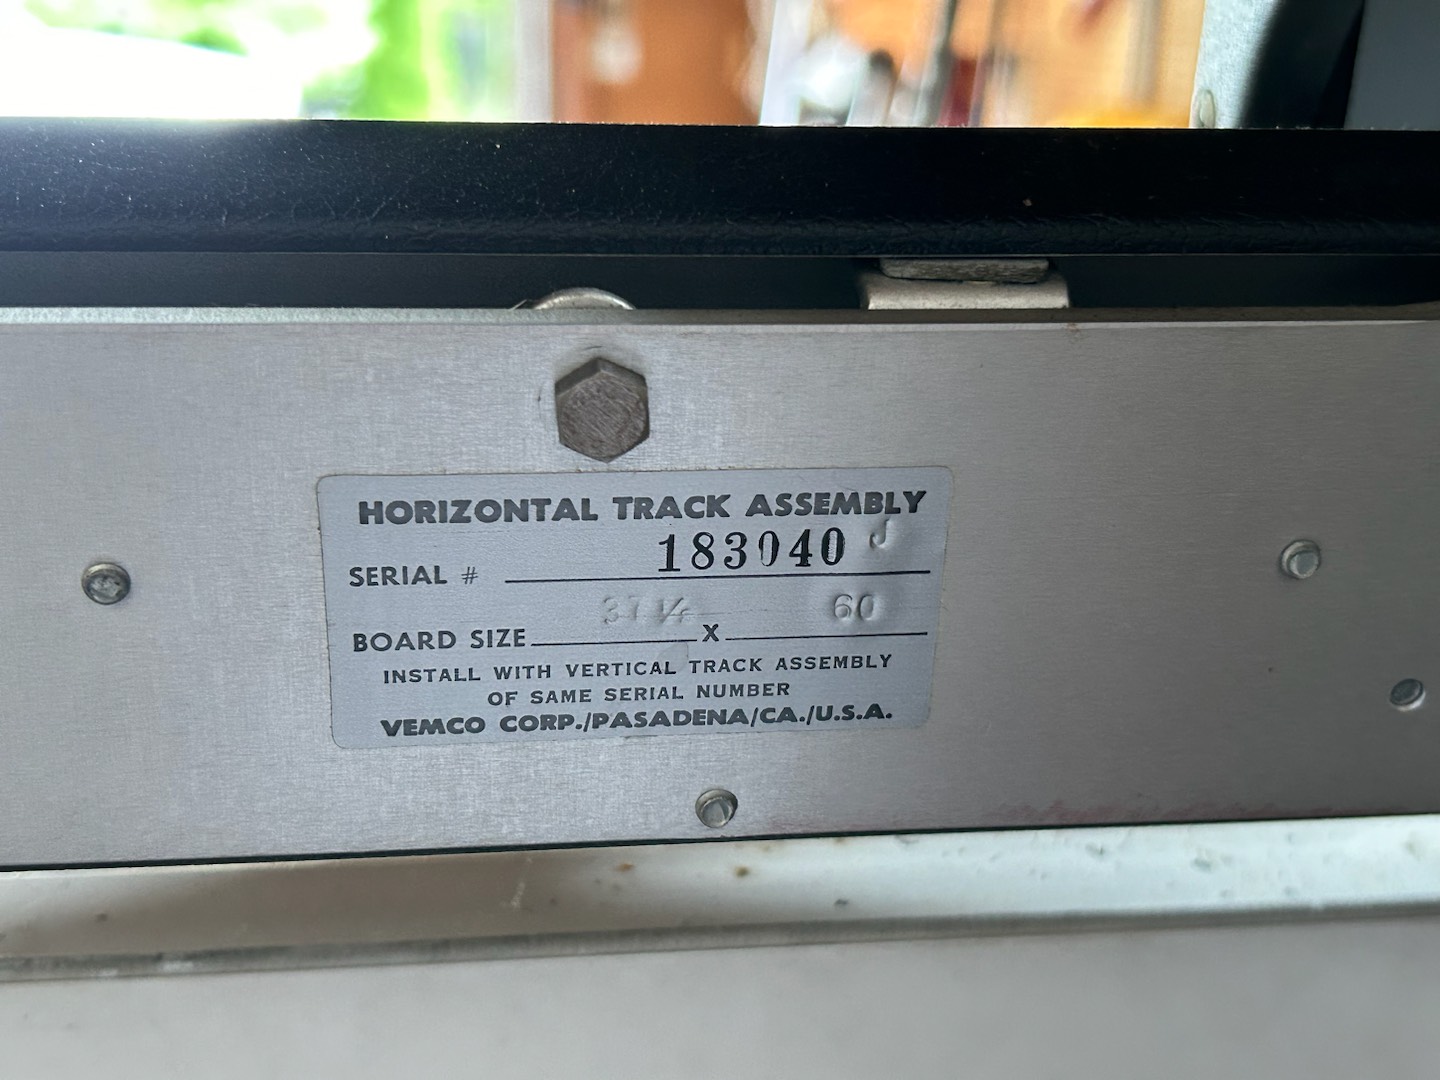 HORIZONTAL TRACK ASSEMBLY
SERIAL # 183040 J
BOARD SIZE 37 1/4 X 60
INSTALL WITH VERTICAL TRACK ASSEMBLY
OF SAME SERIAL NUMBER
VEMCO CORP./PASADENA/CA./U.S.A.